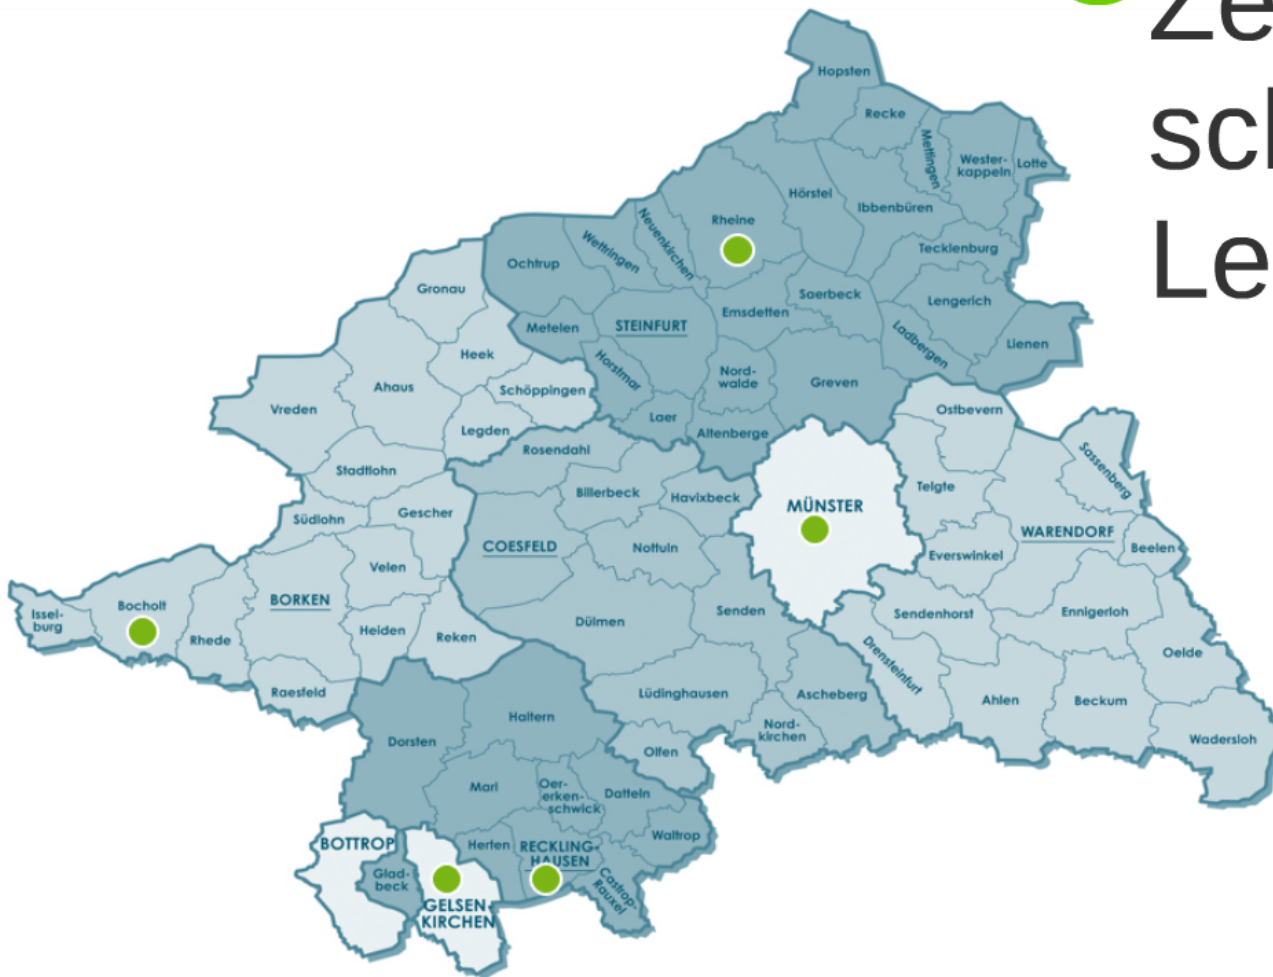 Ze
sch
Le
Hopsten
Recke
Mettingen
Wester-
kappeln
Lotte
Hörstel
Ibbenbüren
Rheine
Neuenkirchen
Wettringen
Ochtrup
Tecklenburg
Gronau
Saerbeck
Lengerich
Emsdetten
STEINFURT
Metelen
Ladbergen
Lienen
Heek
Horstmar
Nord-
walde
Greven
Ahaus
Schöppingen
Vreden
Ostbevern
Laer
Legden
Altenberge
Rosendahl
Sassenberg
Stadtlohn
Telgte
Billerbeck
Havixbeck
MÜNSTER
Gescher
Südlohn
WARENDORF
COESFELD
Nottuln
Beelen
Everswinkel
Velen
BORKEN
Bocholt
Senden
Sendenhorst
Ennigerloh
Issel-
burg
Dülmen
Heiden
Reken
Rhede
Oelde
Drensteinfurt
Raesfeld
Lüdinghausen
Ascheberg
Ahlen
Beckum
Haltern
Nord-
kirchen
Dorsten
Wadersloh
Olfen
Marl
Oer-
erken-
schwick
Datteln
Waltrop
BOTTROP
Herten
RECKLING-
HAUSEN
Glad-
beck
Castrop-
Rauxel
GELSEN-
KIRCHEN